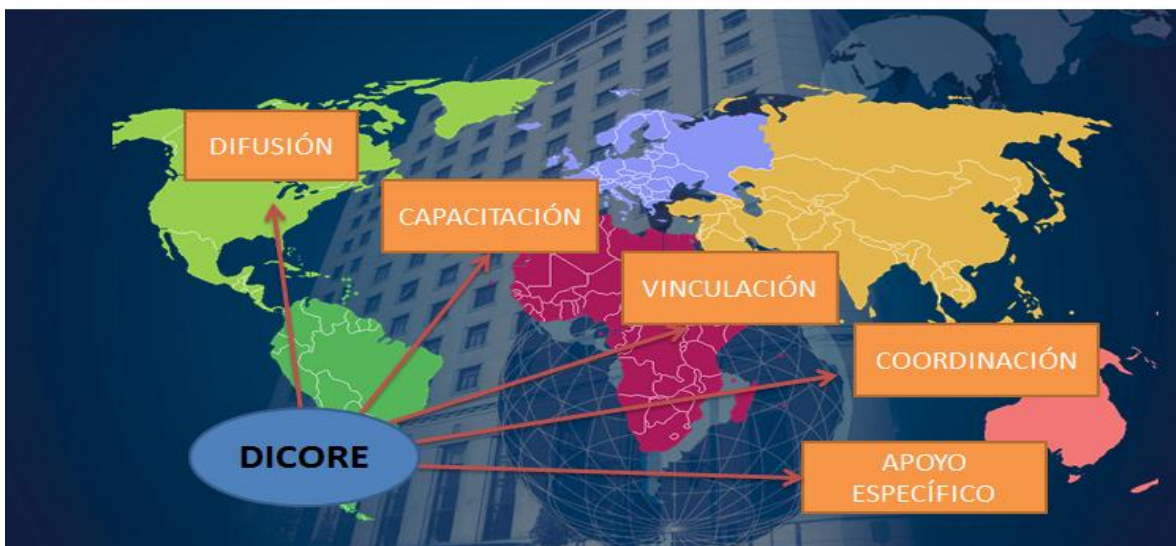 DIFUSIÓN
CAPACITACIÓN
VINCULACIÓN
COORDINACIÓN
DICORE
APOYO
ESPECÍFICO